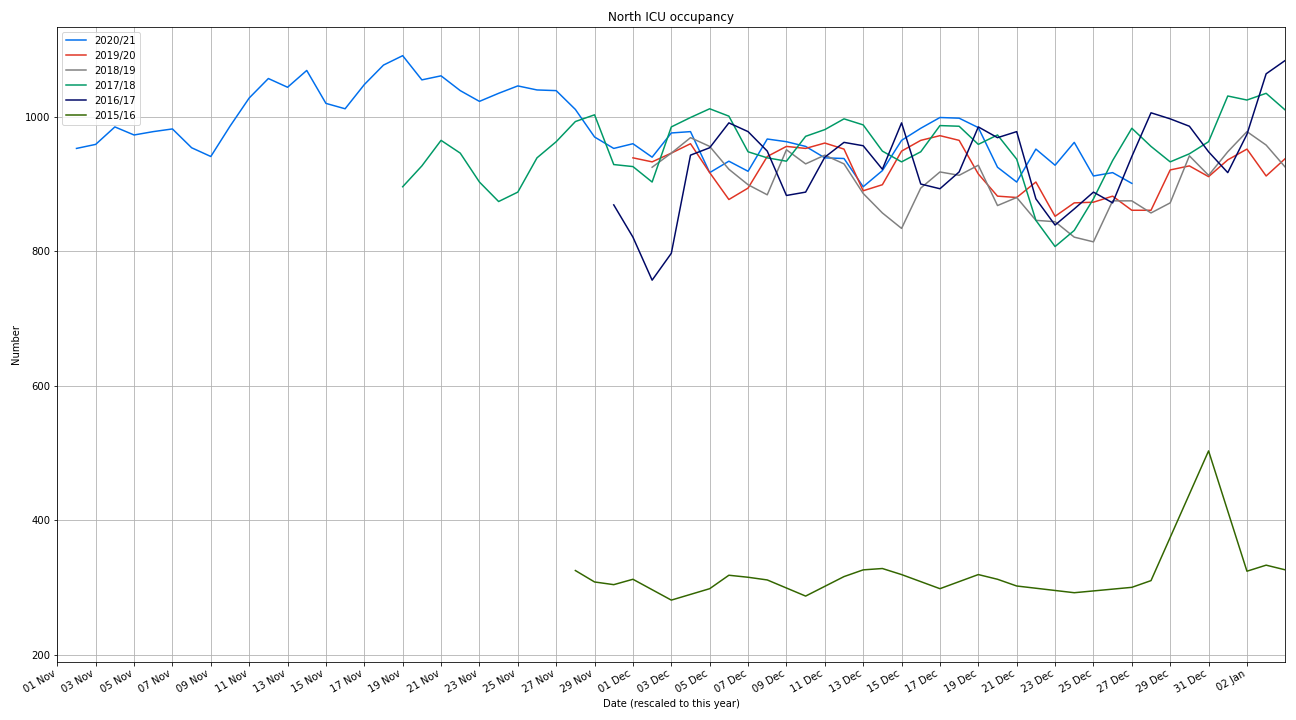 North ICU occupancy
2020/21
2019/20
2018/19
2017/18
2016/17
2015/16
1000
800
600
400
200
Number
01 Nov
03 Nov
05 Nov
07 Nov
09 Nov
11 Nov
13 Nov
15 Nov
17 Nov
19 Nov
21 Nov
23 Nov
25 Nov
27 Nov
29 Nov
01 Dec
03 Dec
05 Dec
07 Dec
09 Dec
11 Dec
13 Dec
15 Dec
17 Dec
19 Dec
21 Dec
23 Dec
25 Dec
27 Dec
29 Dec
31 Dec
02 Jan
Date (rescaled to this year)